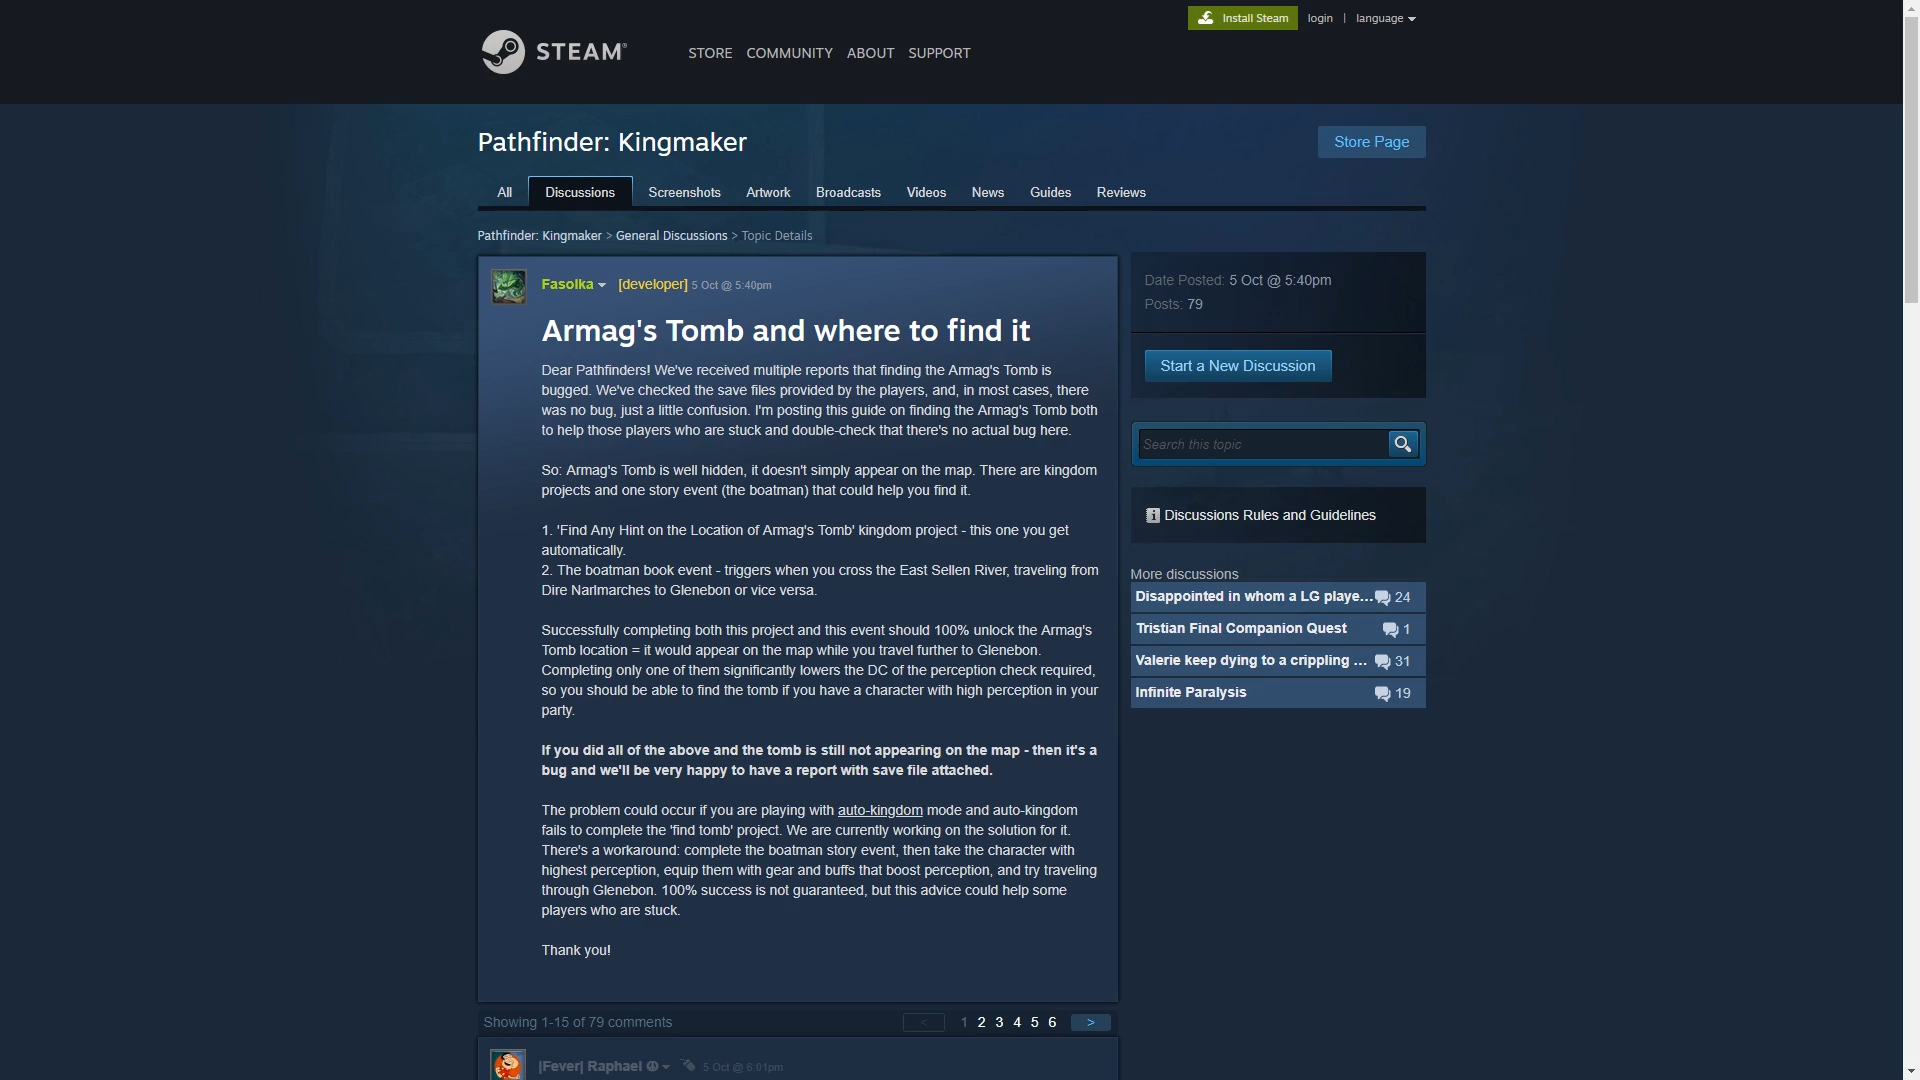 Install Steam
login | language
STEAM
STORE COMMUNITY ABOUT SUPPORT
Pathfinder: Kingmaker
Store Page
All Discussions Screenshots Artwork Broadcasts Videos News Guides Reviews
Pathfinder: Kingmaker > General Discussions > Topic Details
Fasolka [developer] 5 Oct @ 5:40pm
Armag's Tomb and where to find it
Dear Pathfinders! We've received multiple reports that finding the Armag's Tomb is
bugged. We've checked the save files provided by the players, and, in most cases, there
was no bug, just a little confusion. I'm posting this guide on finding the Armag's Tomb both
to help those players who are stuck and double-check that there's no actual bug here.
So: Armag's Tomb is well hidden, it doesn't simply appear on the map. There are kingdom
projects and one story event (the boatman) that could help you find it.
1. 'Find Any Hint on the Location of Armag's Tomb' kingdom project - this one you get
automatically.
2. The boatman book event - triggers when you cross the East Sellen River, traveling from
Dire Narlmarches to Glenebon or vice versa.
Successfully completing both this project and this event should 100% unlock the Armag's
Tomb location = it would appear on the map while you travel further to Glenebon.
Completing only one of them significantly lowers the DC of the perception check required,
so you should be able to find the tomb if you have a character with high perception in your
party.
If you did all of the above and the tomb is still not appearing on the map - then it's a
bug and we'll be very happy to have a report with save file attached.
The problem could occur if you are playing with auto-kingdom mode and auto-kingdom
fails to complete the 'find tomb' project. We are currently working on the solution for it.
There's a workaround: complete the boatman story event, then take the character with
highest perception, equip them with gear and buffs that boost perception, and try traveling
through Glenebon. 100% success is not guaranteed, but this advice could help some
players who are stuck.
Thank you!
Showing 1-15 of 79 comments
< 1 2 3 4 5 6 >
|Fever| Raphael 5 Oct @ 6:01pm
Date Posted: 5 Oct @ 5:40pm
Posts: 79
Start a New Discussion
Search this topic
Discussions Rules and Guidelines
More discussions
Disappointed in whom a LG playe... 24
Tristian Final Companion Quest 1
Valerie keep dying to a crippling ... 31
Infinite Paralysis 19